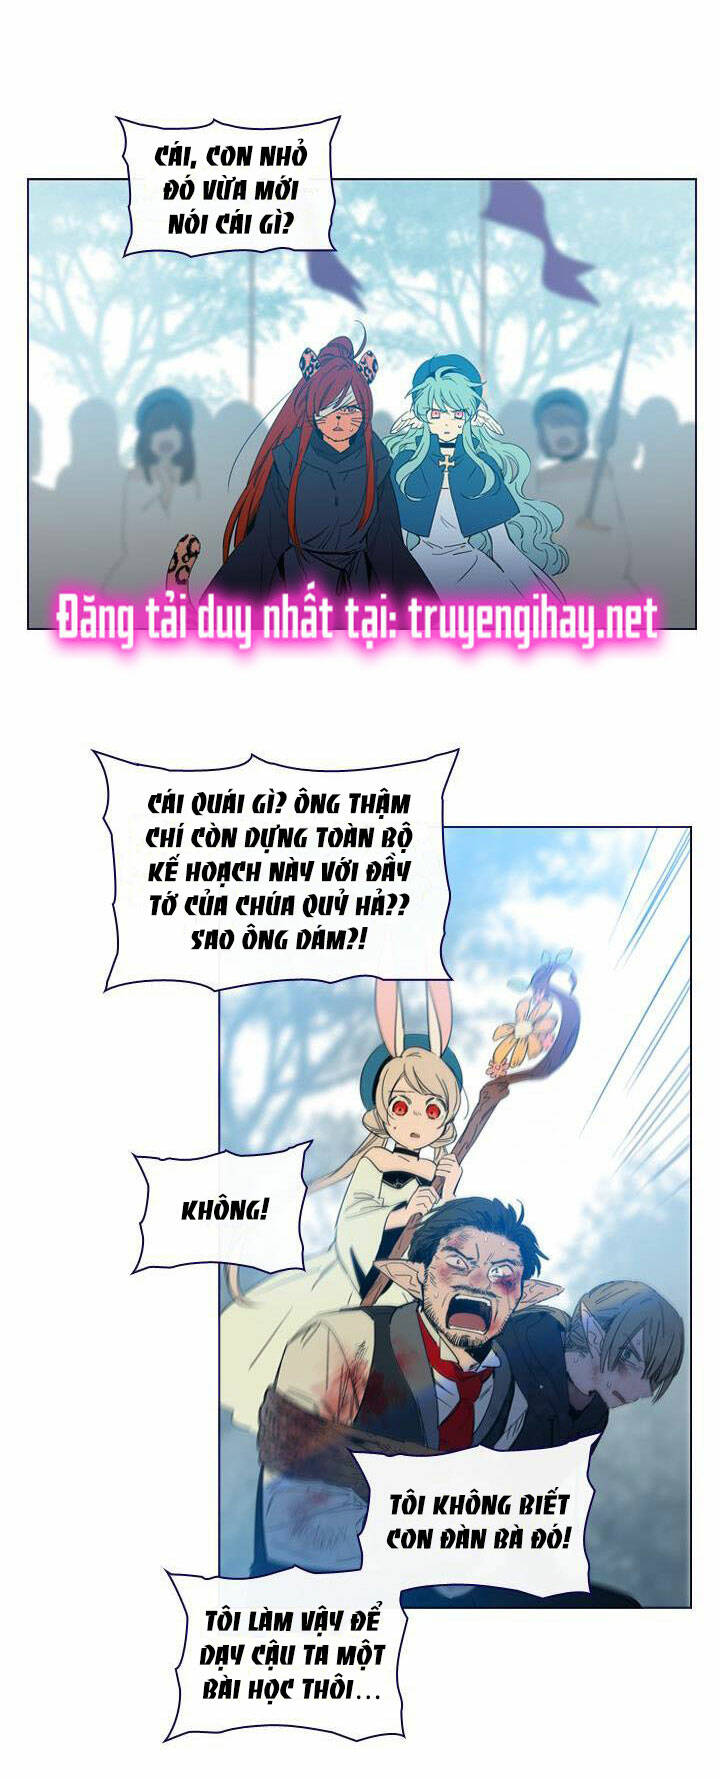 CÁI, CON NHỎ
ĐÓ VỪA MỚI
NÓI CÁI GÌ?
Đăng tải duy nhất tại: truyengihay.net
CÁI QUÁI GÌ? ÔNG THẬM
CHÍ CÒN DỰNG TOÀN BỘ
KẾ HOẠCH NÀY VỚI ĐẦY
TỚ CỦA CHÚA QUỶ HẢ??
SAO ÔNG DÁM?!
KHÔNG!
TÔI KHÔNG BIẾT
CON ĐÀN BÀ ĐÓ!
TÔI LÀM VẬY ĐỂ
DẠY CẬU TA MỘT
BÀI HỌC THÔI...